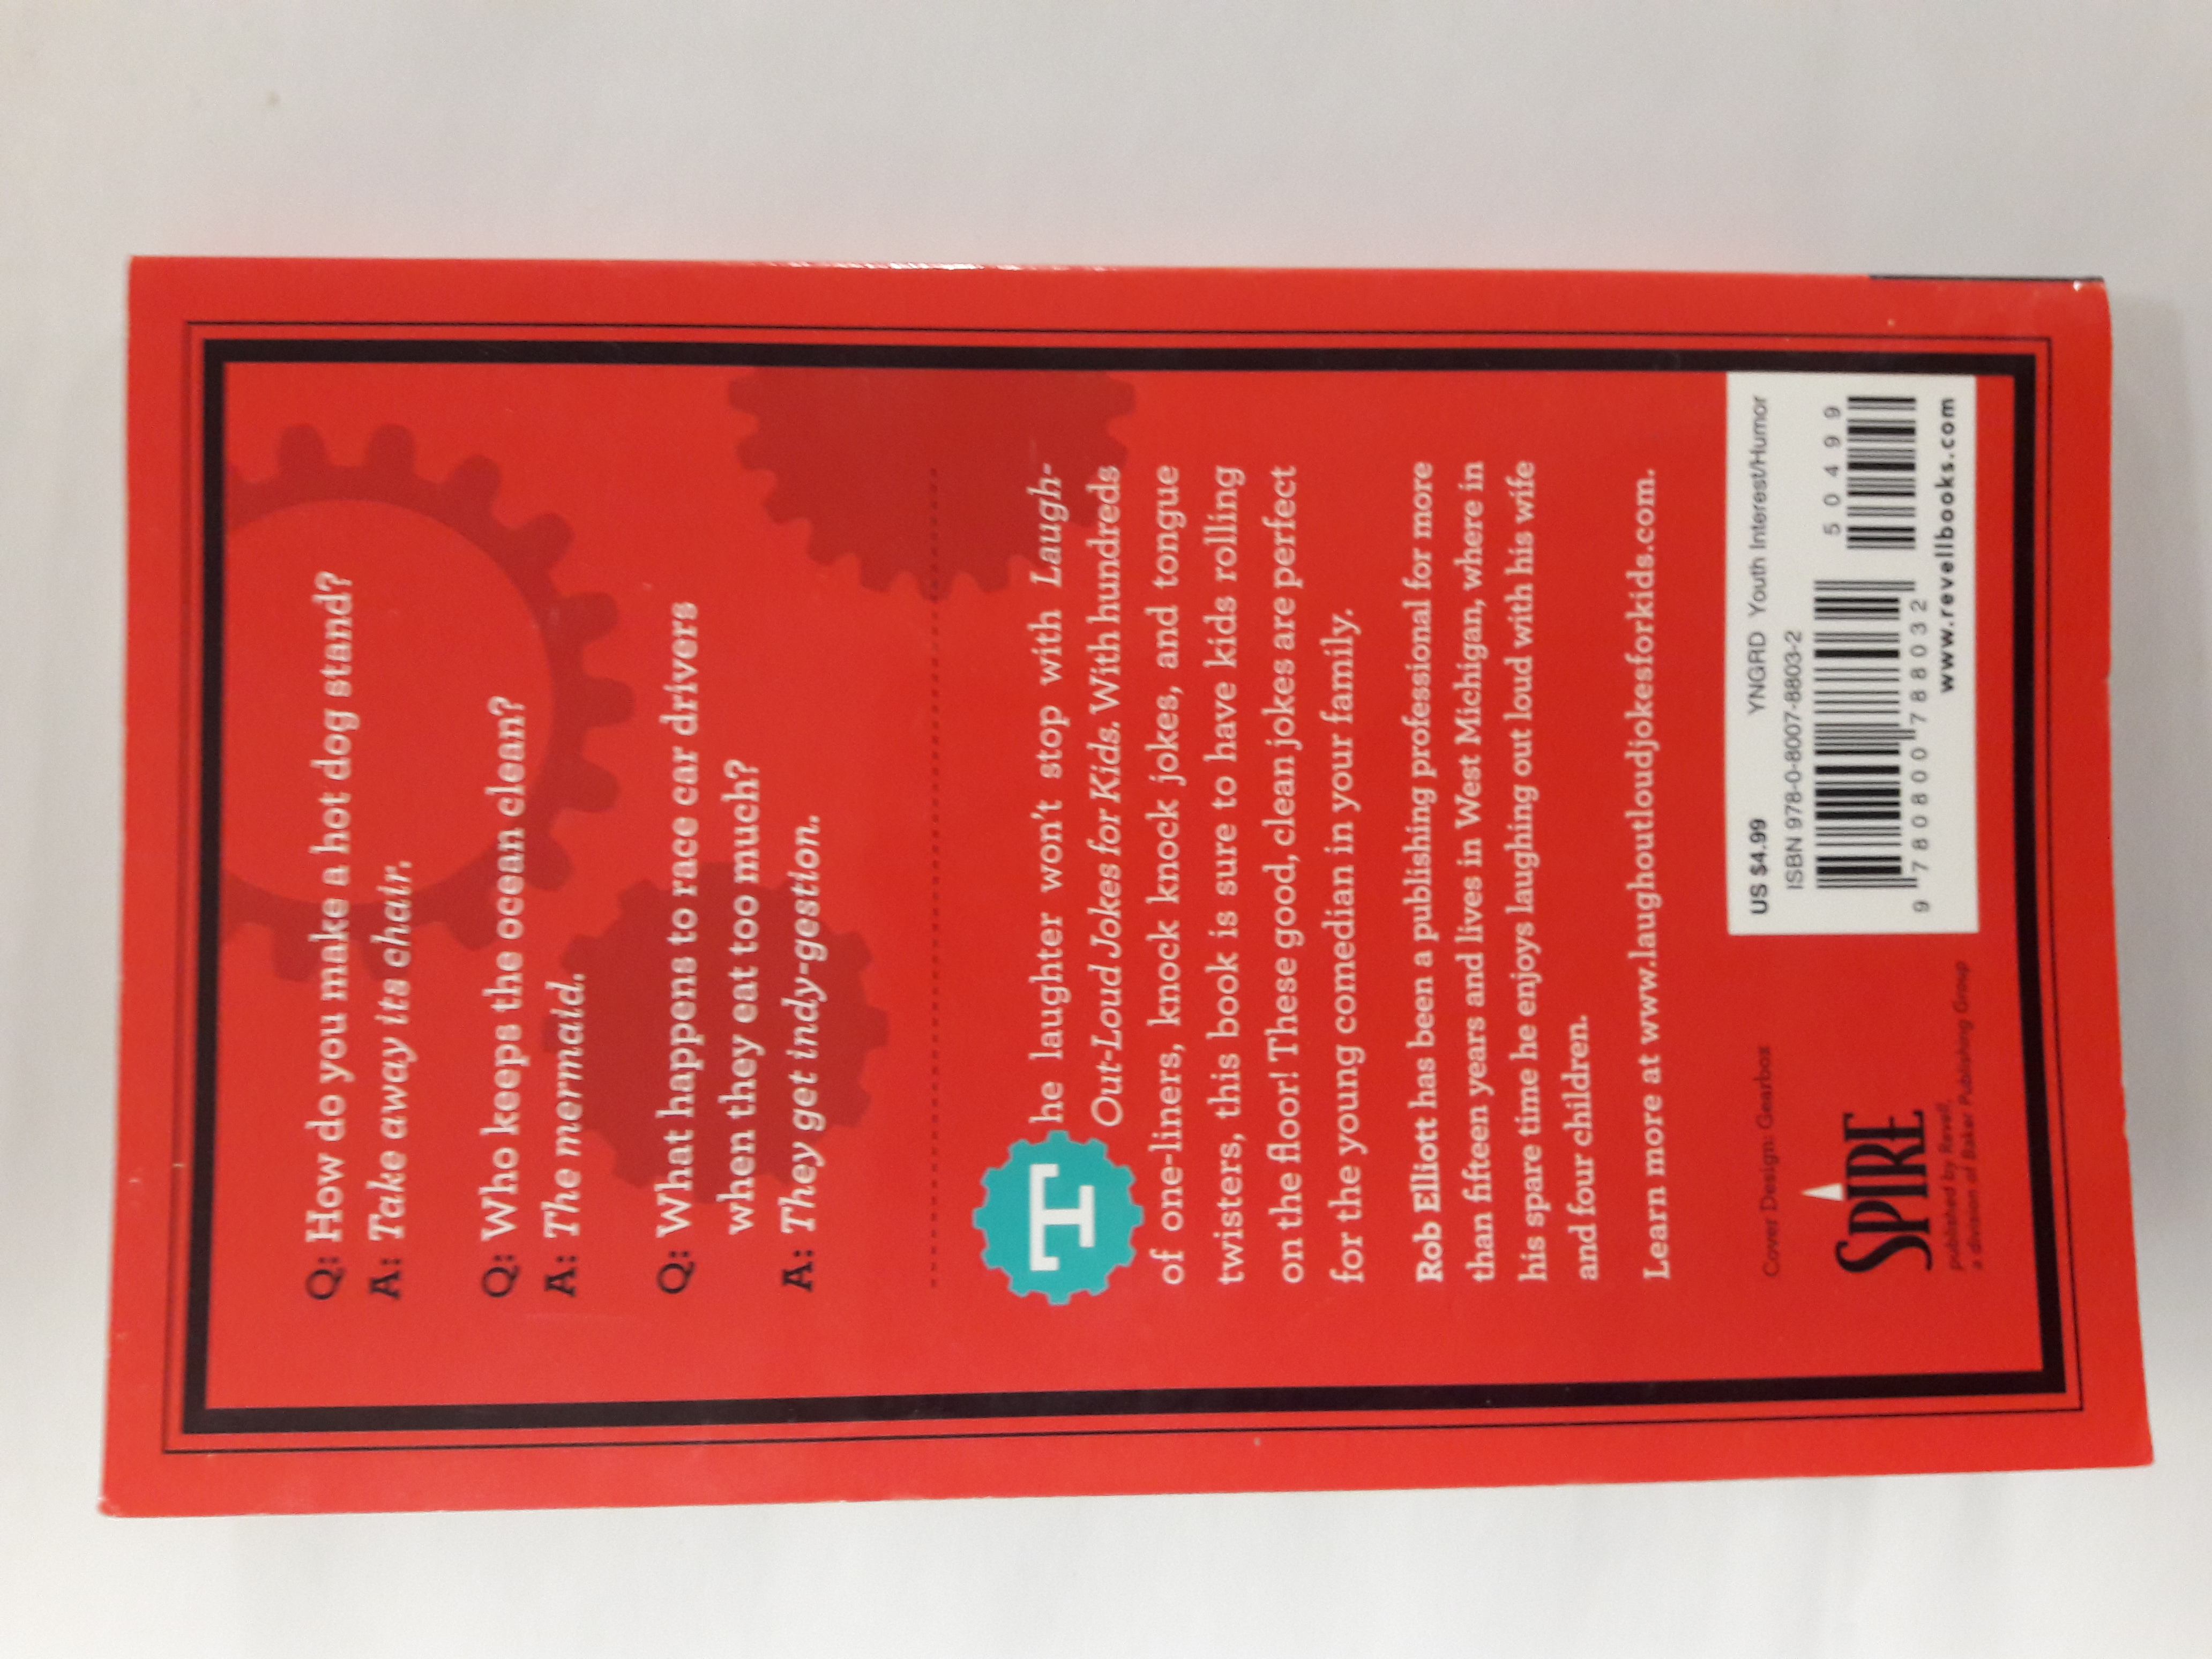 Q: How do you make a hot dog stand?
A: Take away its chair.
Q: Who keeps the ocean clean?
A: The mermaid.
Q: What happens to race car drivers
when they eat too much?
A: They get indy-gestion.
The laughter won't stop with Laugh-
Out-Loud Jokes for Kids. With hundreds
of one-liners, knock knock jokes, and tongue
twisters, this book is sure to have kids rolling
on the floor! These good, clean jokes are perfect
for the young comedian in your family.
Rob Elliott has been a publishing professional for more
than fifteen years and lives in West Michigan, where in
his spare time he enjoys laughing out loud with his wife
and four children.
Learn more at www.laughoutloudjokesforkids.com.
Cover Design: Gearbox
SPIRE
published by Revell,
a division of Baker Publishing Group
US $4.99 YNGRD Youth Interest/Humor
ISBN 978-0-8007-8803-2
50499
9 780800 788032
www.revellbooks.com